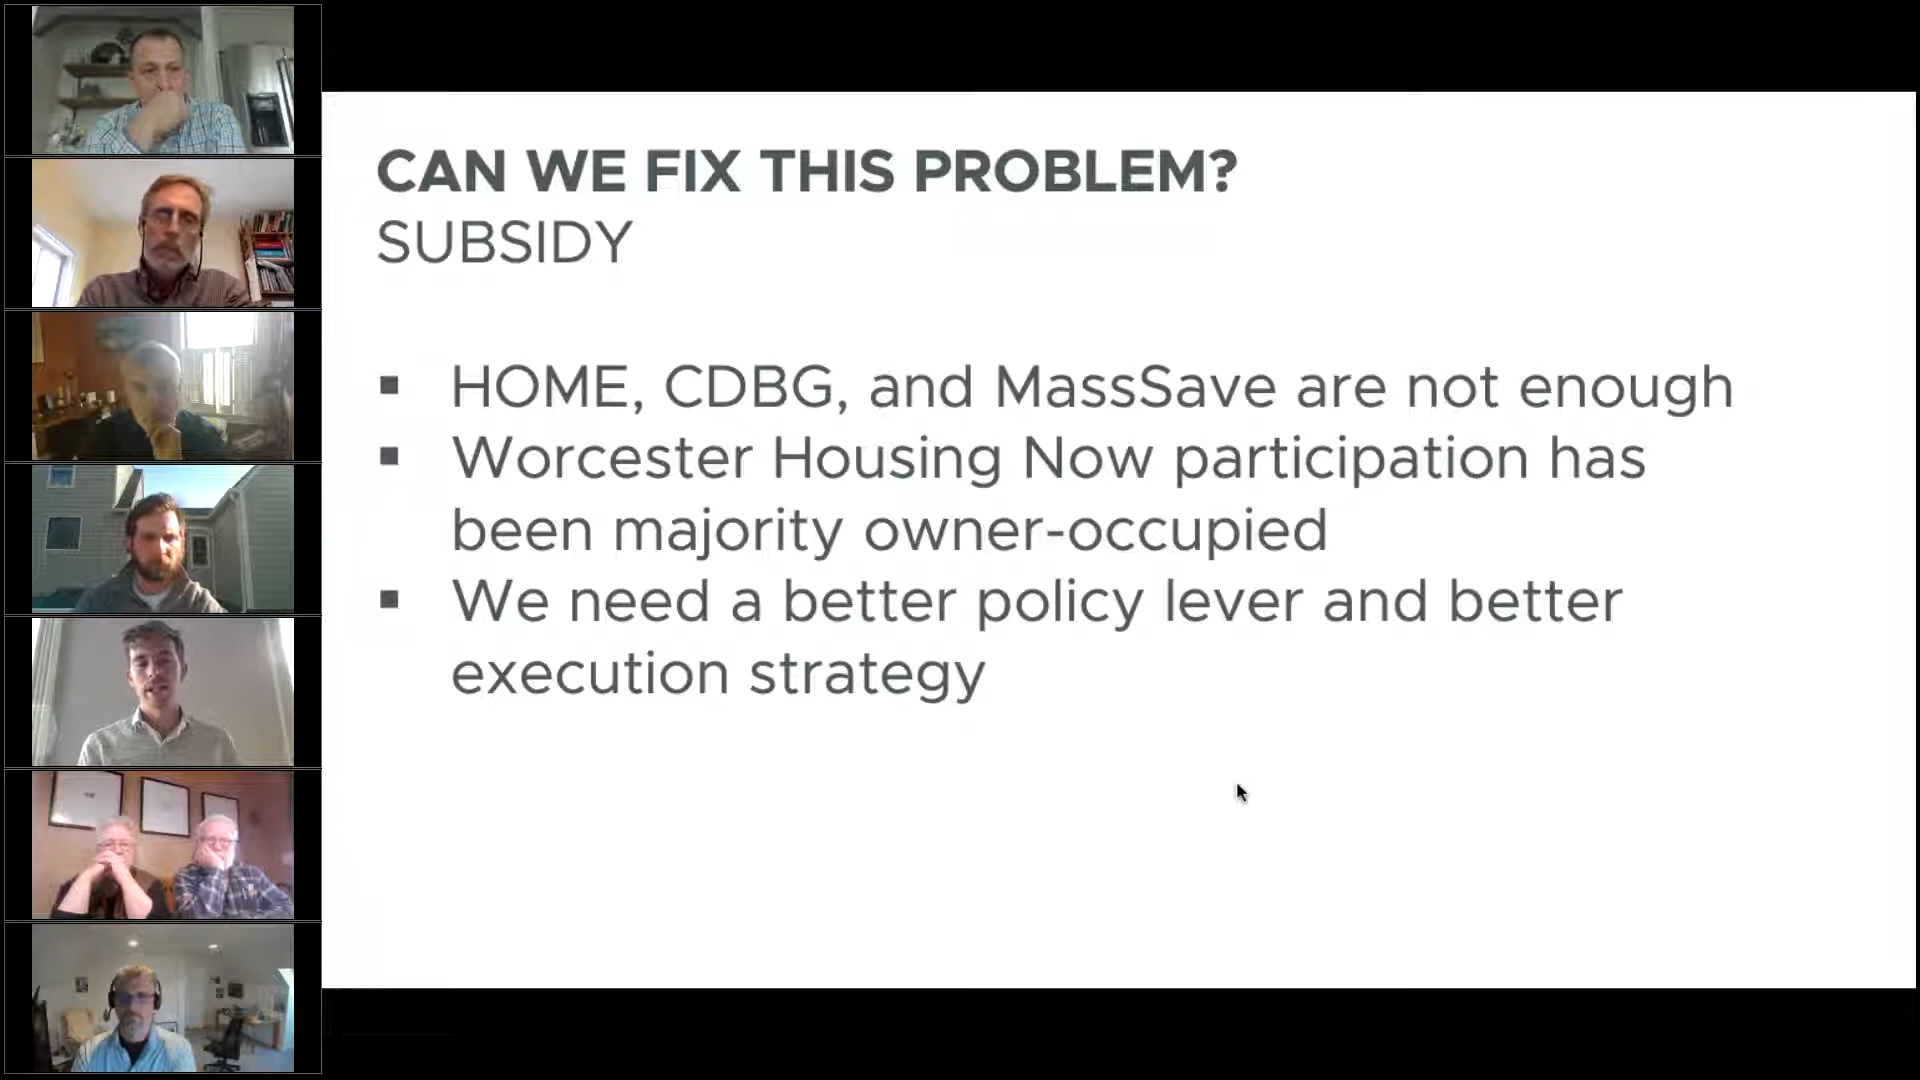 CAN WE FIX THIS PROBLEM?
SUBSIDY
▪ HOME, CDBG, and MassSave are not enough
▪ Worcester Housing Now participation has
been majority owner-occupied
▪ We need a better policy lever and better
execution strategy